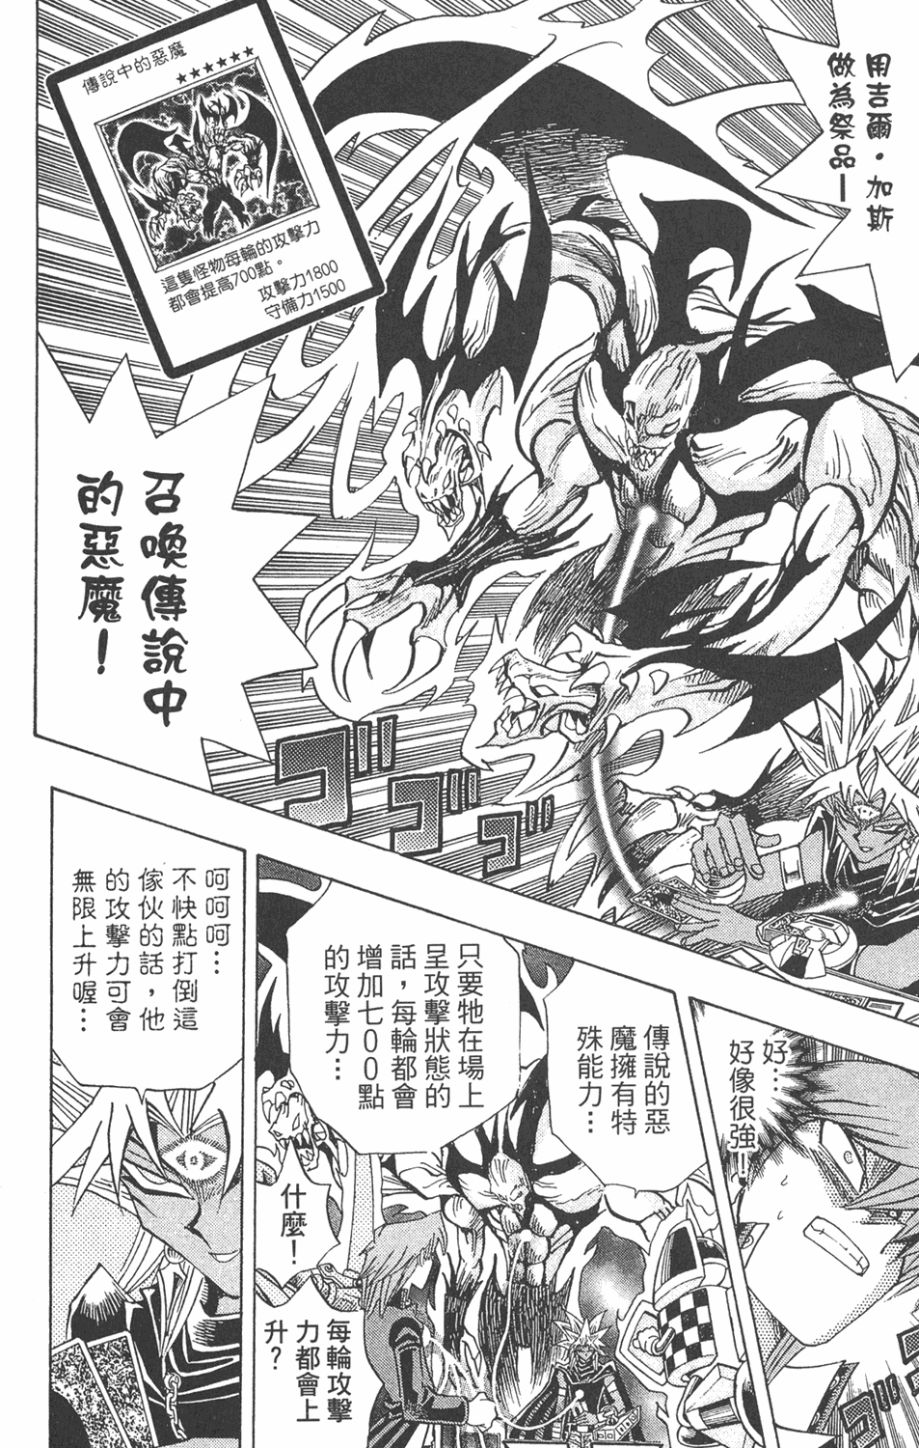 用吉爾・加斯
做為祭品—
傳說中的惡魔
★★★★★★
這隻怪物每輪的攻擊力
都會提高700點。
攻擊力1800
守備力1500
召喚傳說中
的惡魔！
ゴゴゴ
好…
好像很強！
傳說的惡
魔擁有特
殊能力…
只要牠在場上
呈攻擊狀態的
話，每輪都會
增加七00點
的攻擊力…
什麼！
每輪攻擊
力都會上
升？
呵呵呵…
不快點打倒這
傢伙的話，他
的攻擊力可會
無限上升喔…
ゴゴ